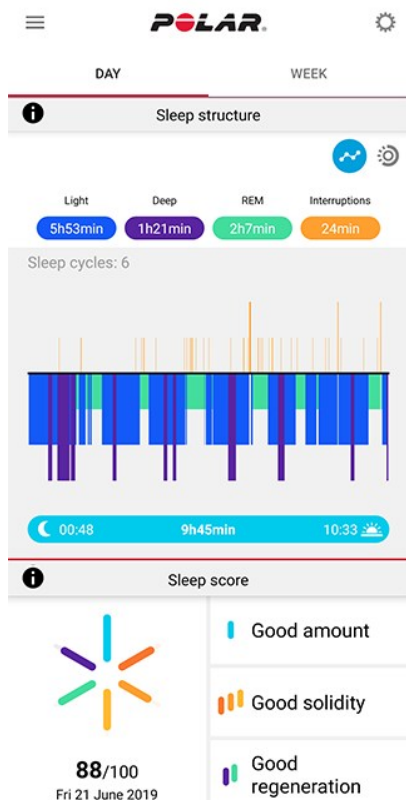 POLAR
DAY WEEK
Sleep structure
Light Deep REM Interruptions
5h53min 1h21min 2h7min 24min
Sleep cycles: 6
00:48 9h45min 10:33
Sleep score
Good amount
Good solidity
Good
regeneration
88/100
Fri 21 June 2019